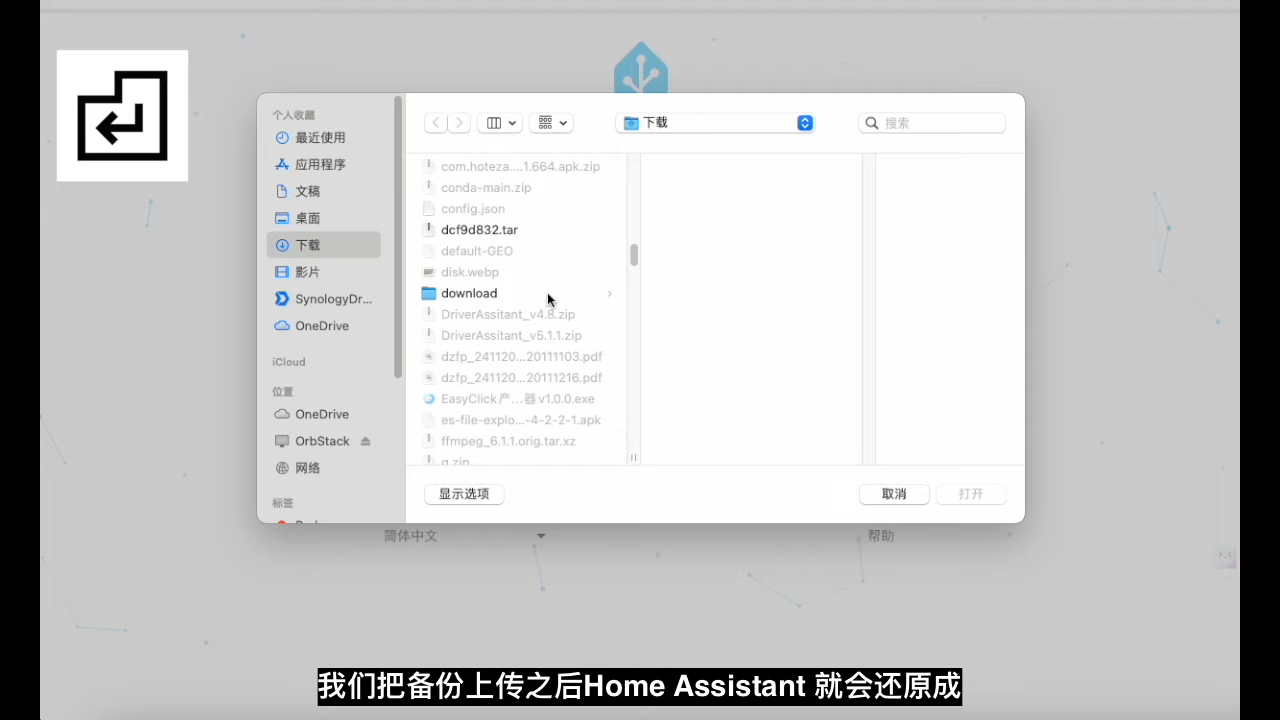 个人收藏
最近使用
应用程序
文稿
桌面
下载
影片
SynologyDr...
OneDrive
iCloud
位置
OneDrive
OrbStack
网络
标签
下载
搜索
com.hoteza....1.664.apk.zip
conda-main.zip
config.json
dcf9d832.tar
default-GEO
disk.webp
download
DriverAssitant_v4.8.zip
DriverAssitant_v5.1.1.zip
dzfp_241120...20111103.pdf
dzfp_241120...20111216.pdf
EasyClick产...器 v1.0.0.exe
es-file-explo...-4-2-2-1.apk
ffmpeg_6.1.1.orig.tar.xz
显示选项
取消
打开
简体中文
帮助
我们把备份上传之后Home Assistant 就会还原成